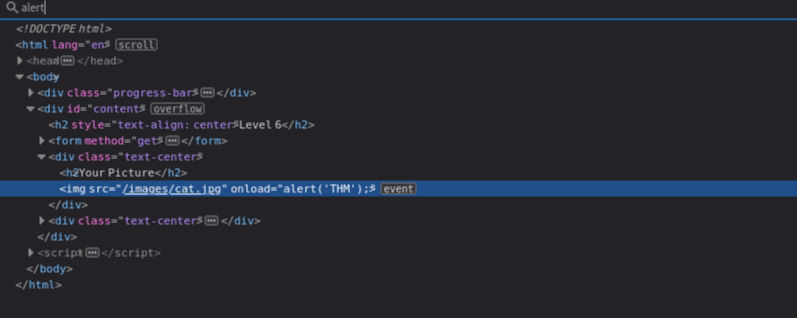 alert
<!DOCTYPE html>
<html lang="en"> scroll
<head> ••• </head>
<body>
<div class="progress-bar"> ••• </div>
<div id="content"> overflow
<h2 style="text-align: center">Level 6</h2>
<form method="get"> ••• </form>
<div class="text-center">
<h2>Your Picture</h2>
<img src="/images/cat.jpg" onload="alert('THM');"> event
</div>
<div class="text-center"> ••• </div>
</div>
<script> ••• </script>
</body>
</html>